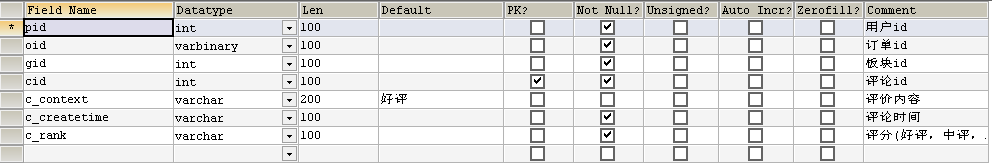 Field Name Datatype Len Default PK? Not Null? Unsigned? Auto Incr? Zerofill? Comment
* pid int 100 用户id
oid varbinary 100 订单id
gid int 100 板块id
cid int 100 评论id
c_context varchar 200 好评 评价内容
c_createtime varchar 100 评论时间
c_rank varchar 100 评分(好评，中评，.